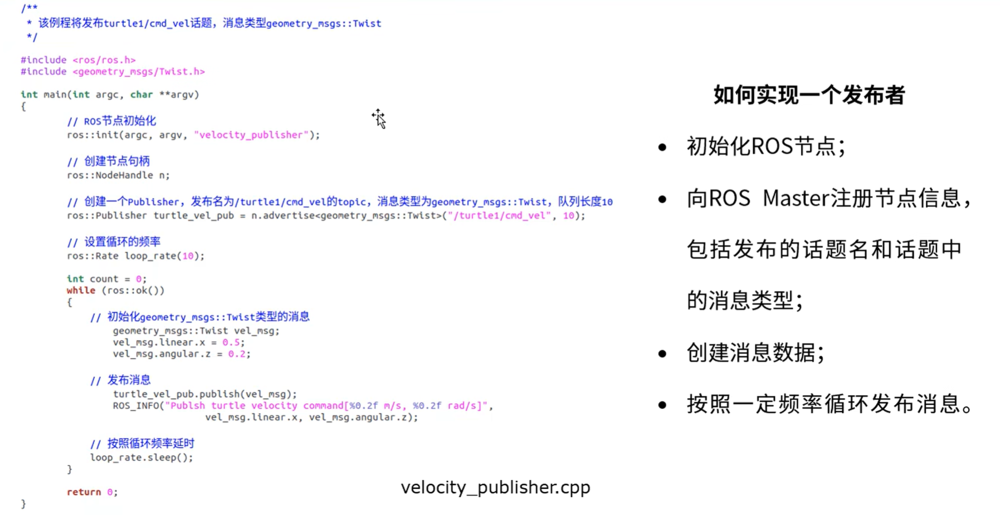 /**
 * 该例程将发布turtle1/cmd_vel话题，消息类型geometry_msgs::Twist
 */
#include <ros/ros.h>
#include <geometry_msgs/Twist.h>
int main(int argc, char **argv)
{
// ROS节点初始化
ros::init(argc, argv, "velocity_publisher");
// 创建节点句柄
ros::NodeHandle n;
// 创建一个Publisher，发布名为/turtle1/cmd_vel的topic，消息类型为geometry_msgs::Twist，队列长度10
ros::Publisher turtle_vel_pub = n.advertise<geometry_msgs::Twist>("/turtle1/cmd_vel", 10);
// 设置循环的频率
ros::Rate loop_rate(10);
int count = 0;
while (ros::ok())
{
// 初始化geometry_msgs::Twist类型的消息
geometry_msgs::Twist vel_msg;
vel_msg.linear.x = 0.5;
vel_msg.angular.z = 0.2;
// 发布消息
turtle_vel_pub.publish(vel_msg);
ROS_INFO("Publsh turtle velocity command[%0.2f m/s, %0.2f rad/s]",
vel_msg.linear.x, vel_msg.angular.z);
// 按照循环频率延时
loop_rate.sleep();
}
return 0;
}
velocity_publisher.cpp
如何实现一个发布者
• 初始化ROS节点；
• 向ROS Master注册节点信息，
包括发布的话题名和话题中
的消息类型；
• 创建消息数据；
• 按照一定频率循环发布消息。